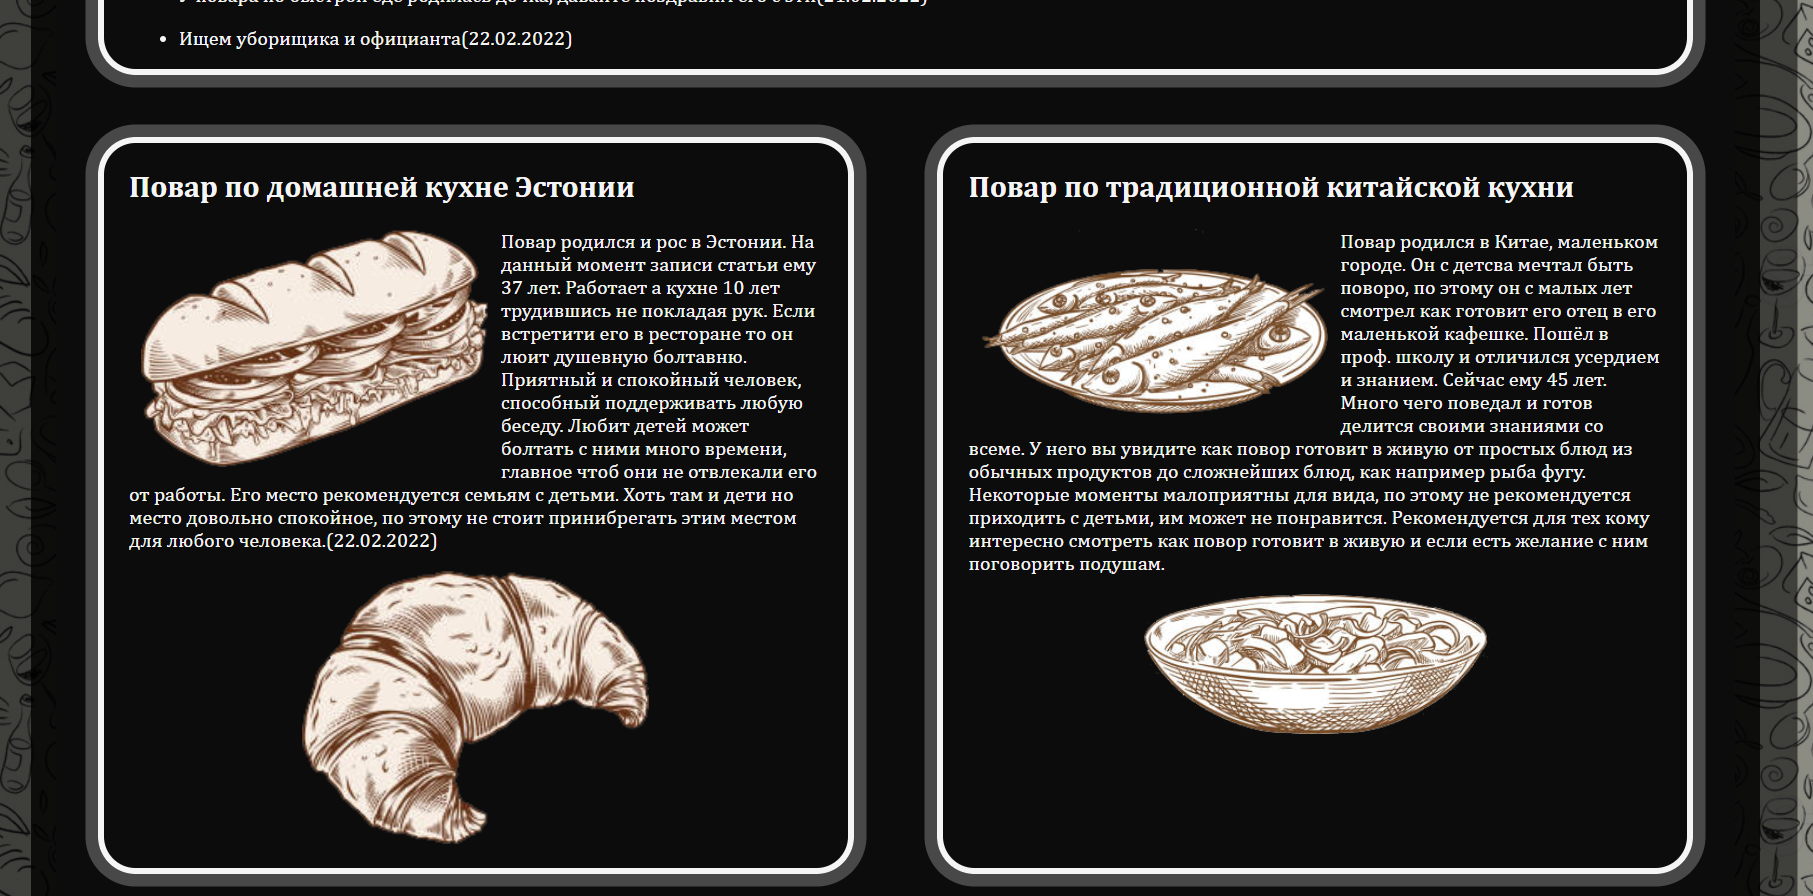 Ищем уборищика и официанта(22.02.2022)
Повар по домашней кухне Эстонии
Повар родился и рос в Эстонии. На
данный момент записи статьи ему
37 лет. Работает а кухне 10 лет
трудившись не покладая рук. Если
встретити его в ресторане то он
люит душевную болтавню.
Приятный и спокойный человек,
способный поддерживать любую
беседу. Любит детей может
болтать с ними много времени,
главное чтоб они не отвлекали его
от работы. Его место рекомендуется семьям с детьми. Хоть там и дети но
место довольно спокойное, по этому не стоит принибрегать этим местом
для любого человека.(22.02.2022)
Повар по традиционной китайской кухни
Повар родился в Китае, маленьком
городе. Он с детсва мечтал быть
поворо, по этому он с малых лет
смотрел как готовит его отец в его
маленькой кафешке. Пошёл в
проф. школу и отличился усердием
и знанием. Сейчас ему 45 лет.
Много чего поведал и готов
делится своими знаниями со
всеме. У него вы увидите как повор готовит в живую от простых блюд из
обычных продуктов до сложнейших блюд, как например рыба фугу.
Некоторые моменты малоприятны для вида, по этому не рекомендуется
приходить с детьми, им может не понравится. Рекомендуется для тех кому
интересно смотреть как повор готовит в живую и если есть желание с ним
поговорить подушам.